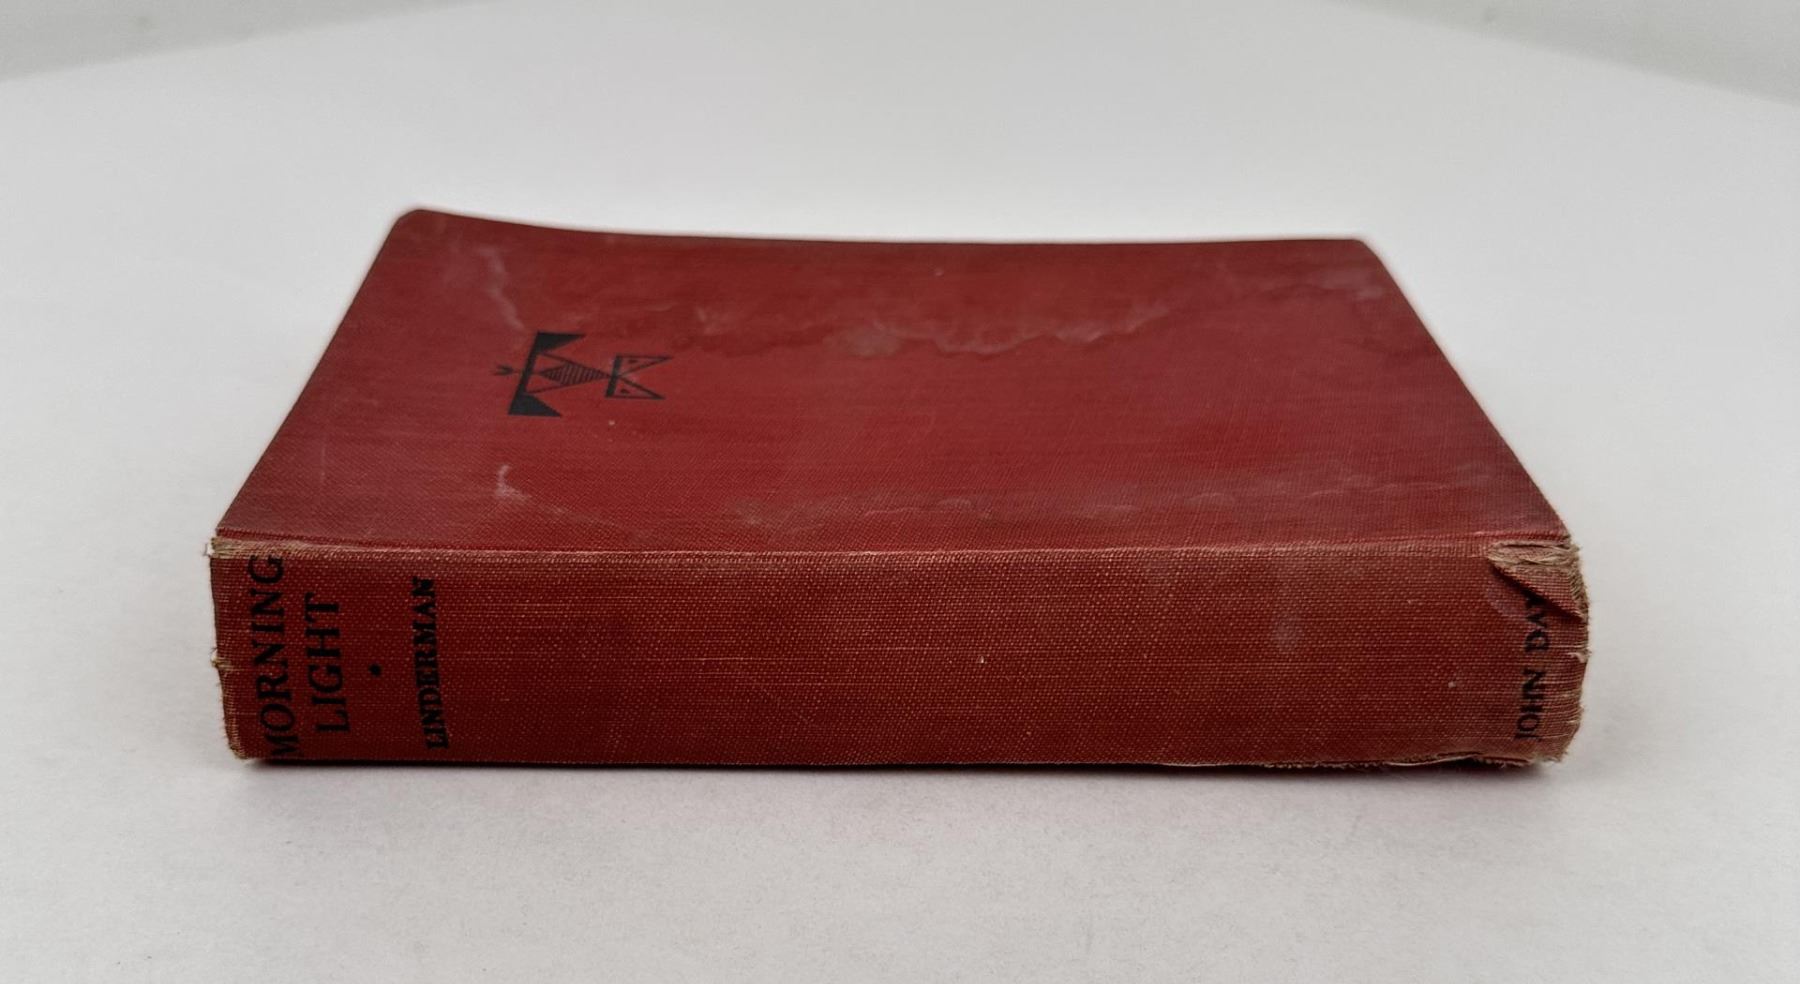 MORNING
LIGHT
•
LINDERMAN
JOHN DAY